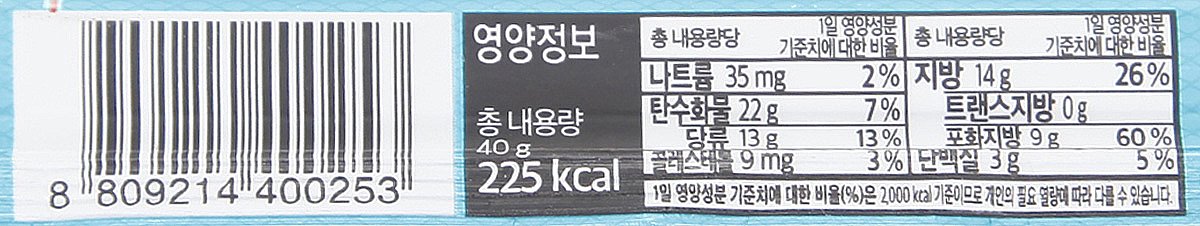 8 809214 400253
영양정보
총 내용량
40 g
225 kcal
총 내용량당 1일 영양성분 기준치에 대한 비율
나트륨 35 mg 2 %
탄수화물 22 g 7 %
당류 13 g 13 %
콜레스테롤 9 mg 3 %
총 내용량당 1일 영양성분 기준치에 대한 비율
지방 14 g 26 %
트랜스지방 0 g
포화지방 9 g 60 %
단백질 3 g 5 %
1일 영양성분 기준치에 대한 비율(%)은 2,000 kcal 기준이므로 개인의 필요 열량에 따라 다를 수 있습니다.